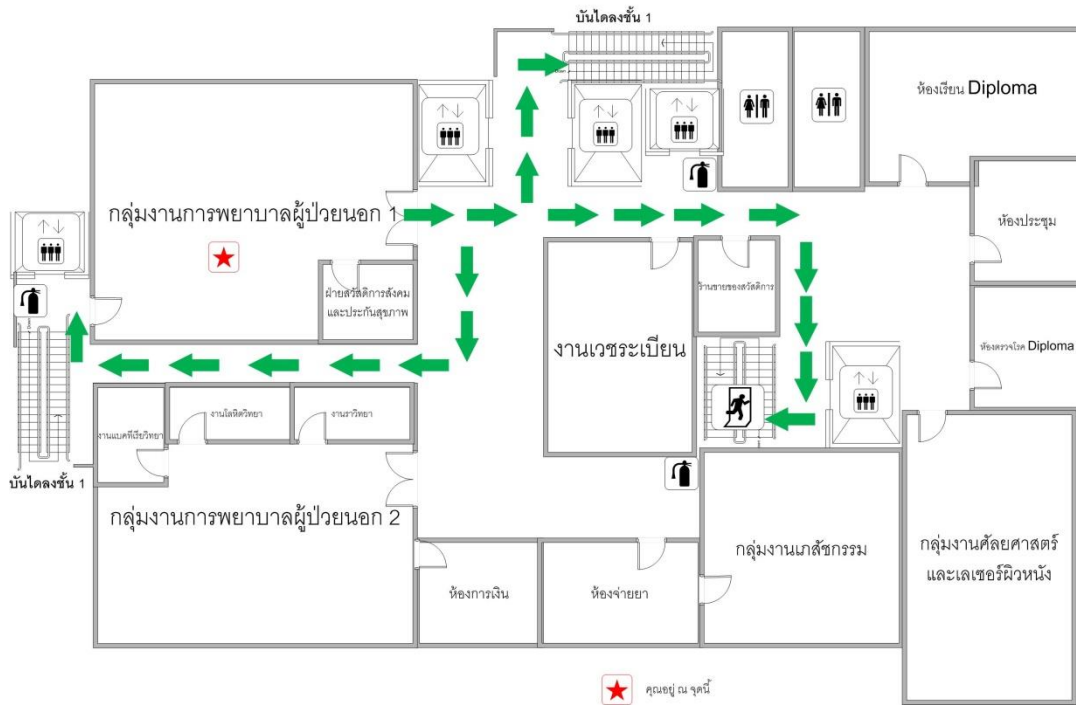 บันไดลงชั้น 1
ห้องเรียน Diploma
กลุ่มงานการพยาบาลผู้ป่วยนอก 1
ห้องประชุม
ฝ่ายสวัสดิการสังคม
และประกันสุขภาพ
ร้านขายของสวัสดิการ
งานเวชระเบียน
ห้องตรวจโรค Diploma
งานแบคทีเรียวิทยา
งานโลหิตวิทยา
งานราวิทยา
บันไดลงชั้น 1
กลุ่มงานการพยาบาลผู้ป่วยนอก 2
กลุ่มงานเภสัชกรรม
กลุ่มงานศัลยศาสตร์
และเลเซอร์ผิวหนัง
ห้องการเงิน
ห้องจ่ายยา
คุณอยู่ ณ จุดนี้